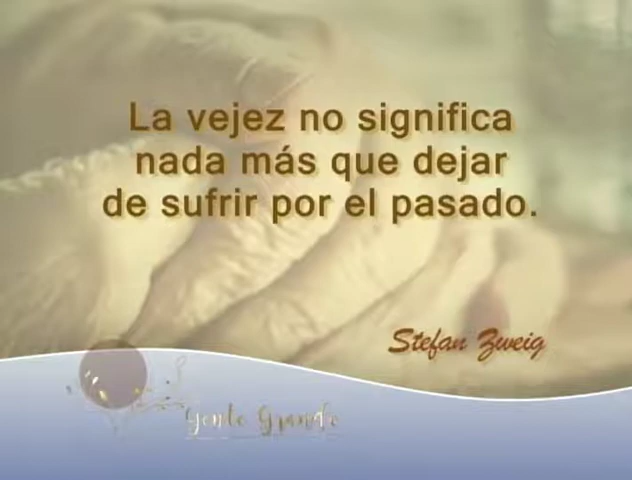 La vejez no significa
nada más que dejar
de sufrir por el pasado.
Stefan Zweig
Gente Grande